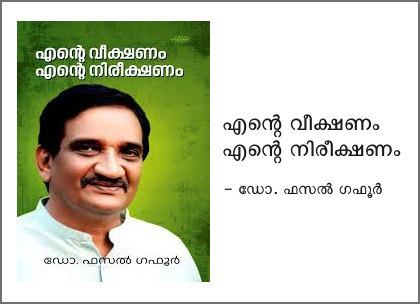 എന്റെ വീക്ഷണം
എന്റെ നിരീക്ഷണം
ഡോ. ഫസൽ ഗഫൂർ
എന്റെ വീക്ഷണം
എന്റെ നിരീക്ഷണം
– ഡോ. ഫസൽ ഗഫൂർ